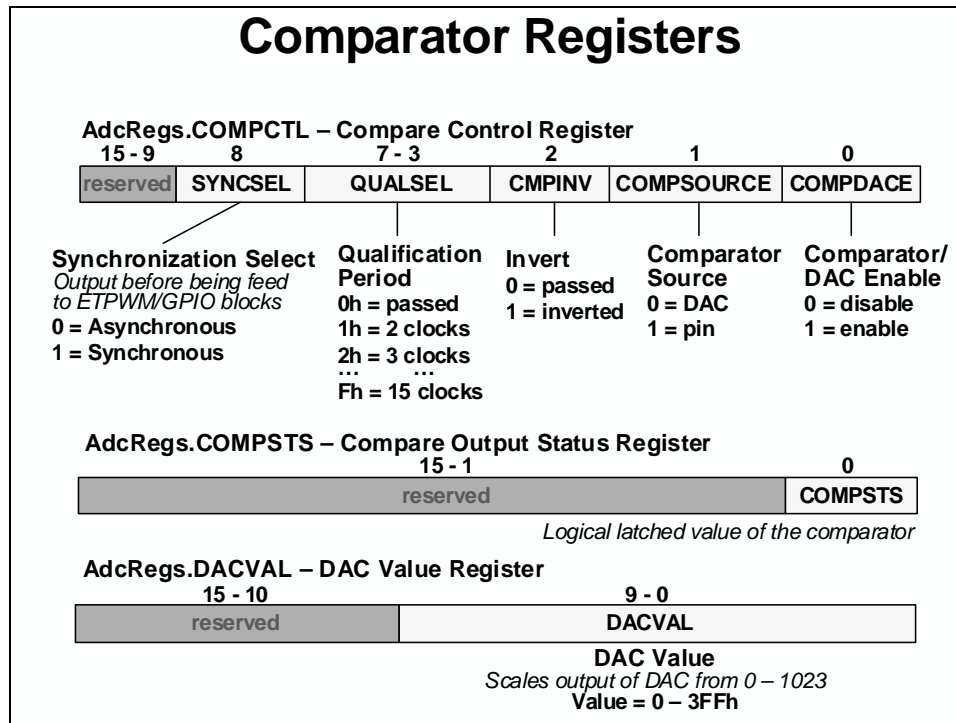 Comparator Registers
AdcRegs.COMPCTL – Compare Control Register
15 - 9 8 7 - 3 2 1 0
reserved SYNCSEL QUALSEL CMPINV COMPSOURCE COMPDACE
Synchronization Select
Output before being feed
to ETPWM/GPIO blocks
0 = Asynchronous
1 = Synchronous
Qualification
Period
0h = passed
1h = 2 clocks
2h = 3 clocks
... ...
Fh = 15 clocks
Invert
0 = passed
1 = inverted
Comparator
Source
0 = DAC
1 = pin
Comparator/
DAC Enable
0 = disable
1 = enable
AdcRegs.COMPSTS – Compare Output Status Register
15 - 1 0
reserved COMPSTS
Logical latched value of the comparator
AdcRegs.DACVAL – DAC Value Register
15 - 10 9 - 0
reserved DACVAL
DAC Value
Scales output of DAC from 0 – 1023
Value = 0 – 3FFh